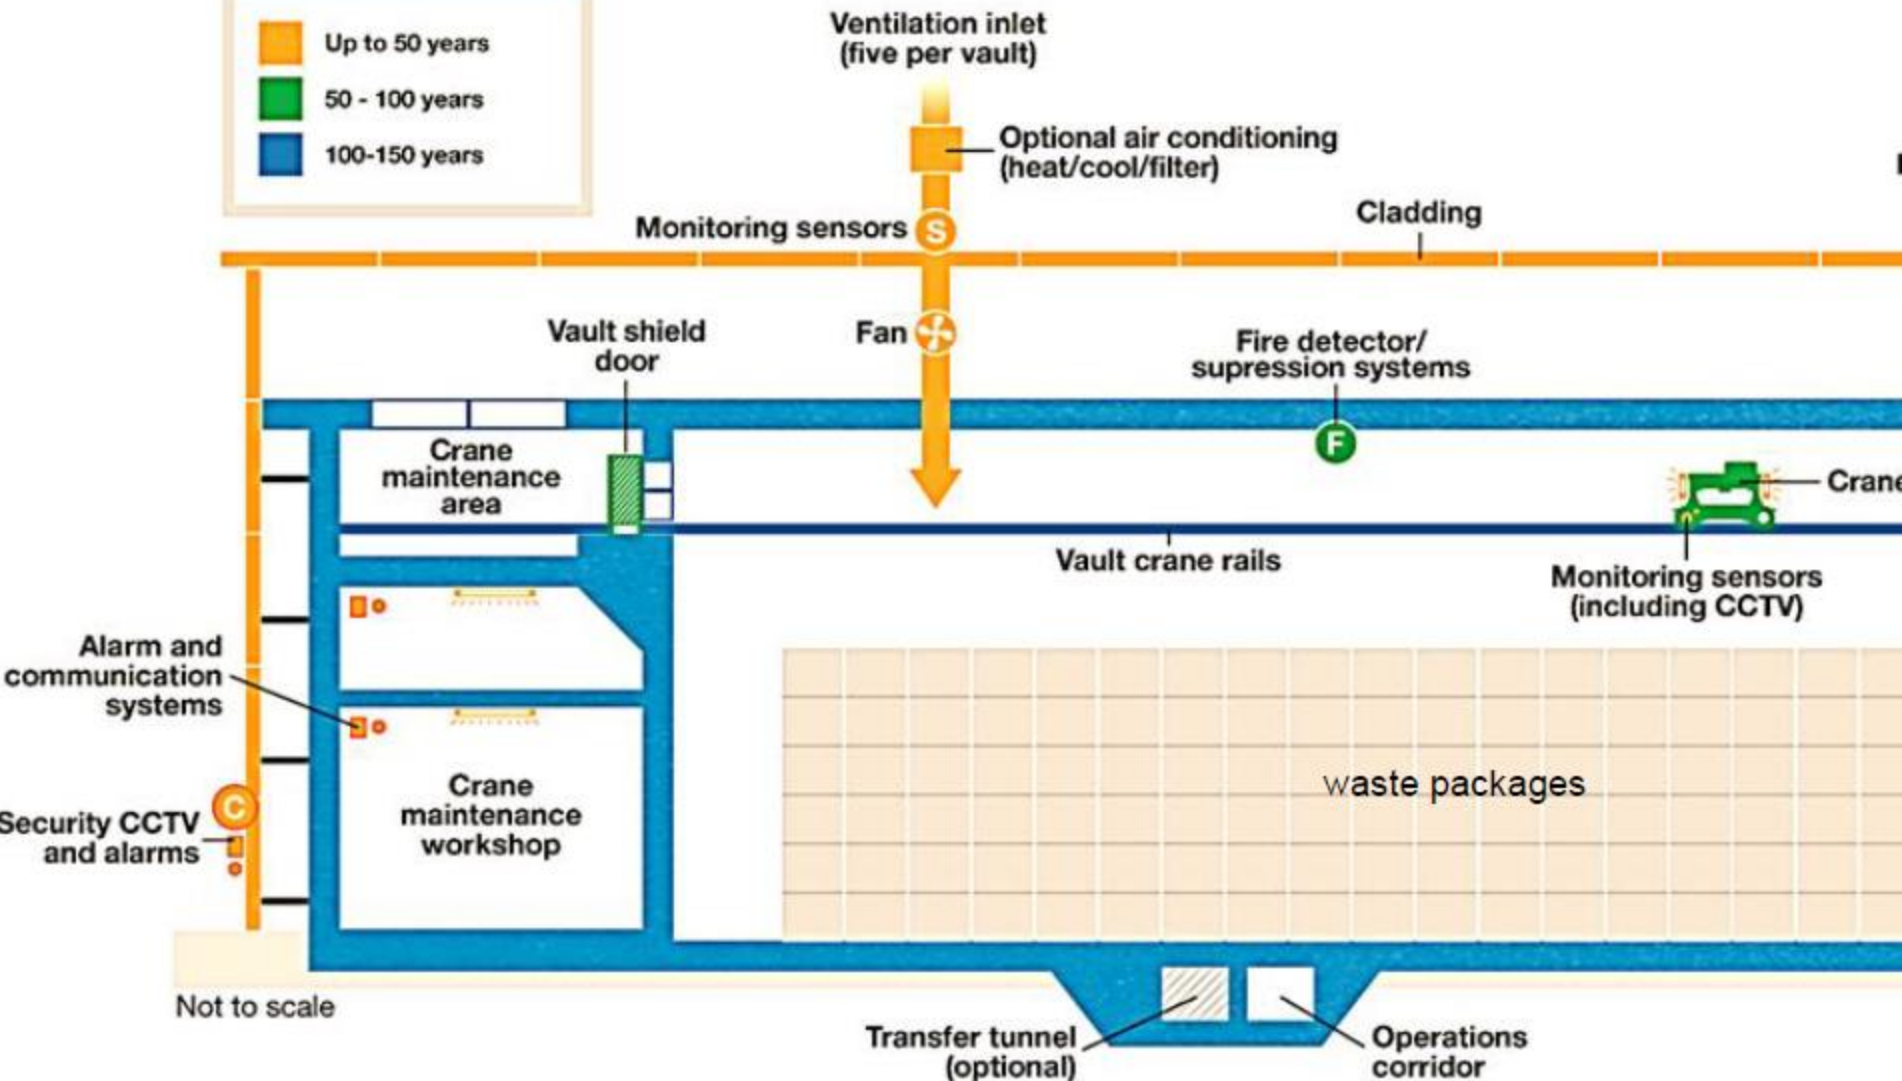 Up to 50 years
50 - 100 years
100-150 years
Ventilation inlet
(five per vault)
Optional air conditioning
(heat/cool/filter)
Monitoring sensors
S
Cladding
Vault shield
door
Fan
Fire detector/
supression systems
F
Crane
maintenance
area
Crane
Vault crane rails
Monitoring sensors
(including CCTV)
Alarm and
communication
systems
waste packages
Crane
maintenance
workshop
C
Security CCTV
and alarms
Not to scale
Transfer tunnel
(optional)
Operations
corridor